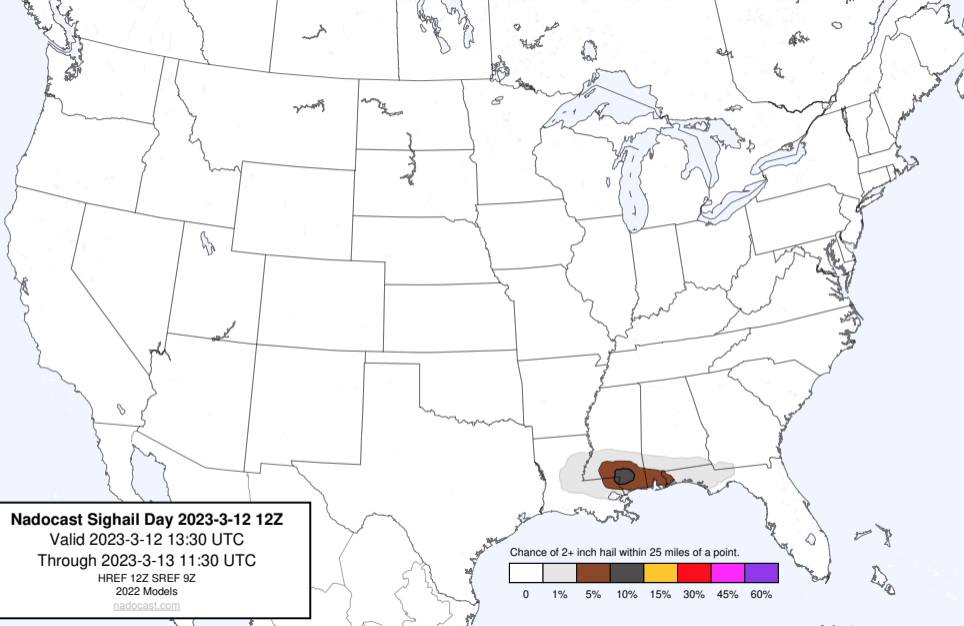 Nadocast Sighail Day 2023-3-12 12Z
Valid 2023-3-12 13:30 UTC
Through 2023-3-13 11:30 UTC
HREF 12Z SREF 9Z
2022 Models
nadocast.com
Chance of 2+ inch hail within 25 miles of a point.
0 1% 5% 10% 15% 30% 45% 60%